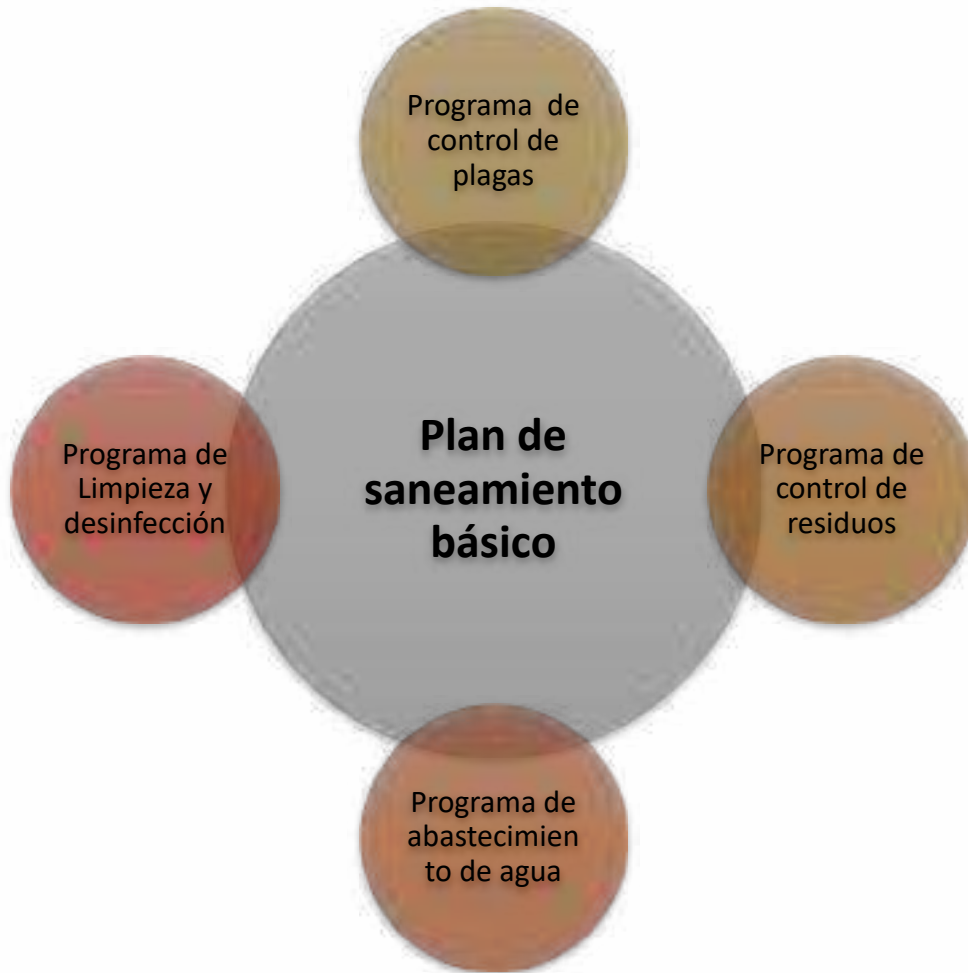 Programa de
control de
plagas
Programa de
Limpieza y
desinfección
Plan de
saneamiento
básico
Programa de
control de
residuos
Programa de
abastecimien
to de agua